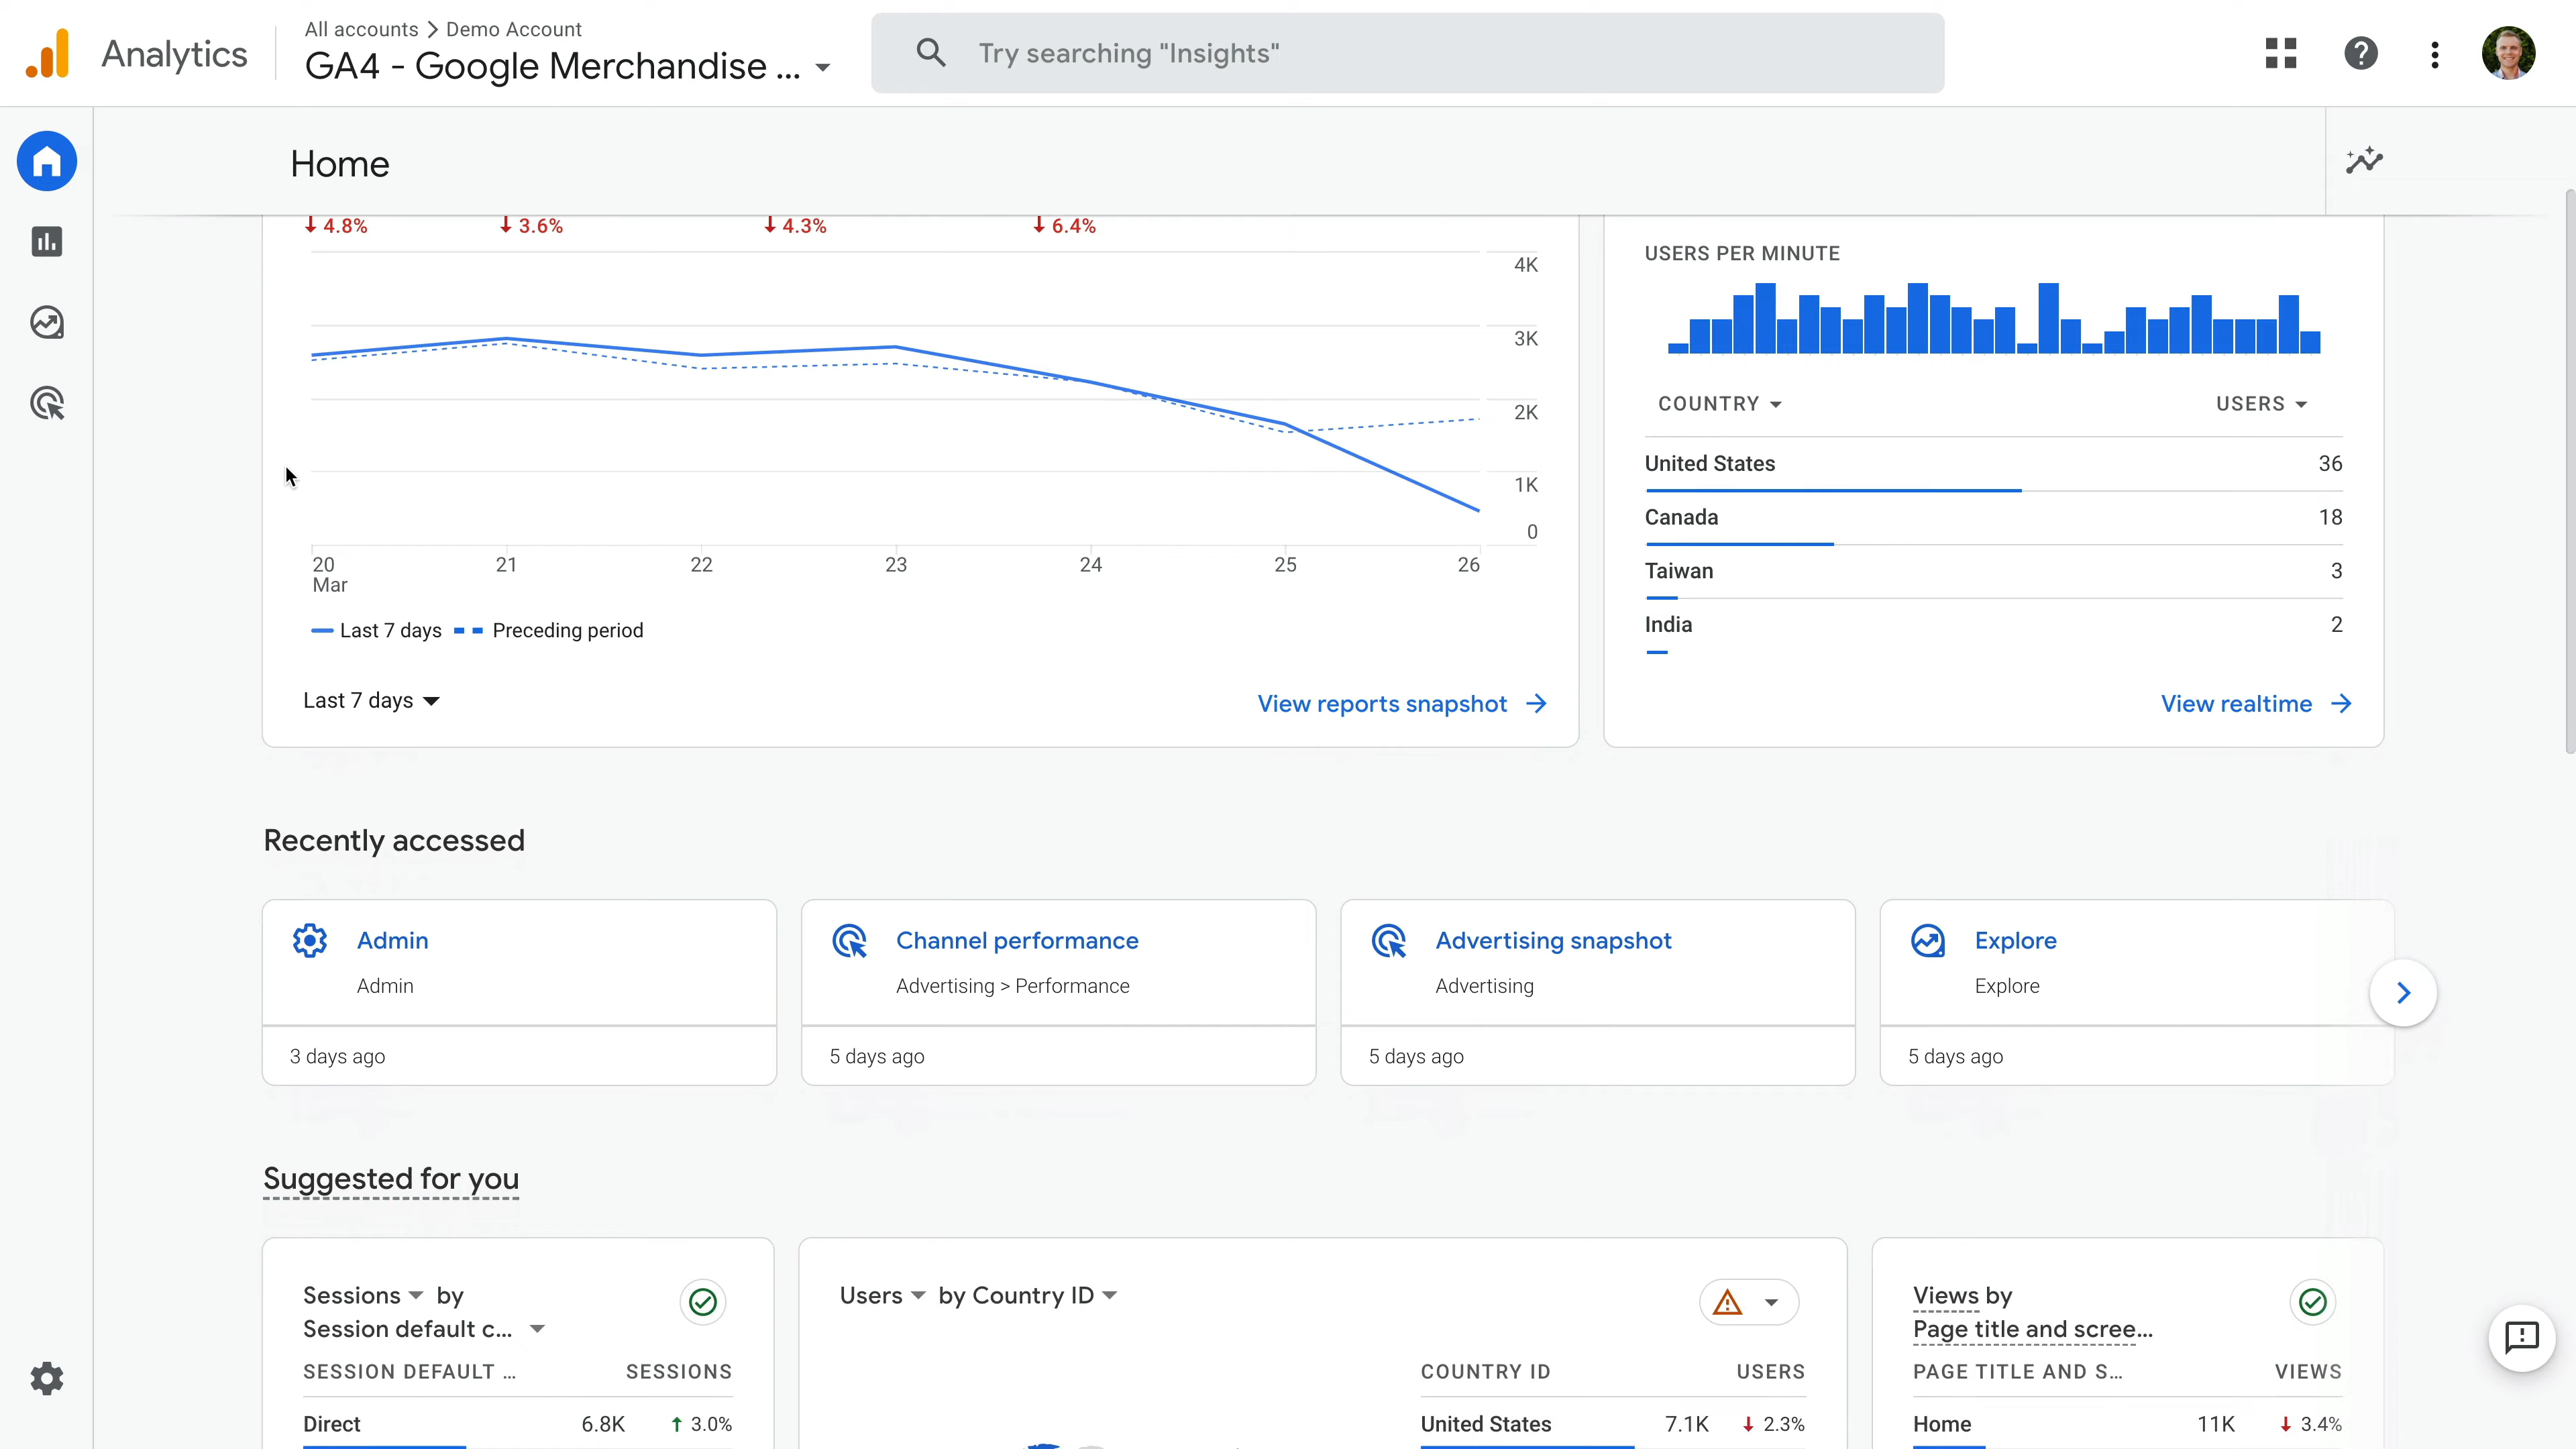 All accounts > Demo Account
Analytics
GA4 - Google Merchandise ...
Try searching "Insights"
Home
4.8%
3.6%
4.3%
6.4%
4K
3K
2K
1K
0
20
Mar
21
22
23
24
25
26
Last 7 days
Preceding period
Last 7 days
View reports snapshot
USERS PER MINUTE
COUNTRY
USERS
United States
36
Canada
18
Taiwan
3
India
2
View realtime
Recently accessed
Admin
Admin
3 days ago
Channel performance
Advertising > Performance
5 days ago
Advertising snapshot
Advertising
5 days ago
Explore
Explore
5 days ago
Suggested for you
Sessions by
Session default c...
SESSION DEFAULT ...
SESSIONS
Direct
6.8K
3.0%
Users by Country ID
COUNTRY ID
USERS
United States
7.1K
2.3%
Views by
Page title and scree...
PAGE TITLE AND S...
VIEWS
Home
11K
3.4%